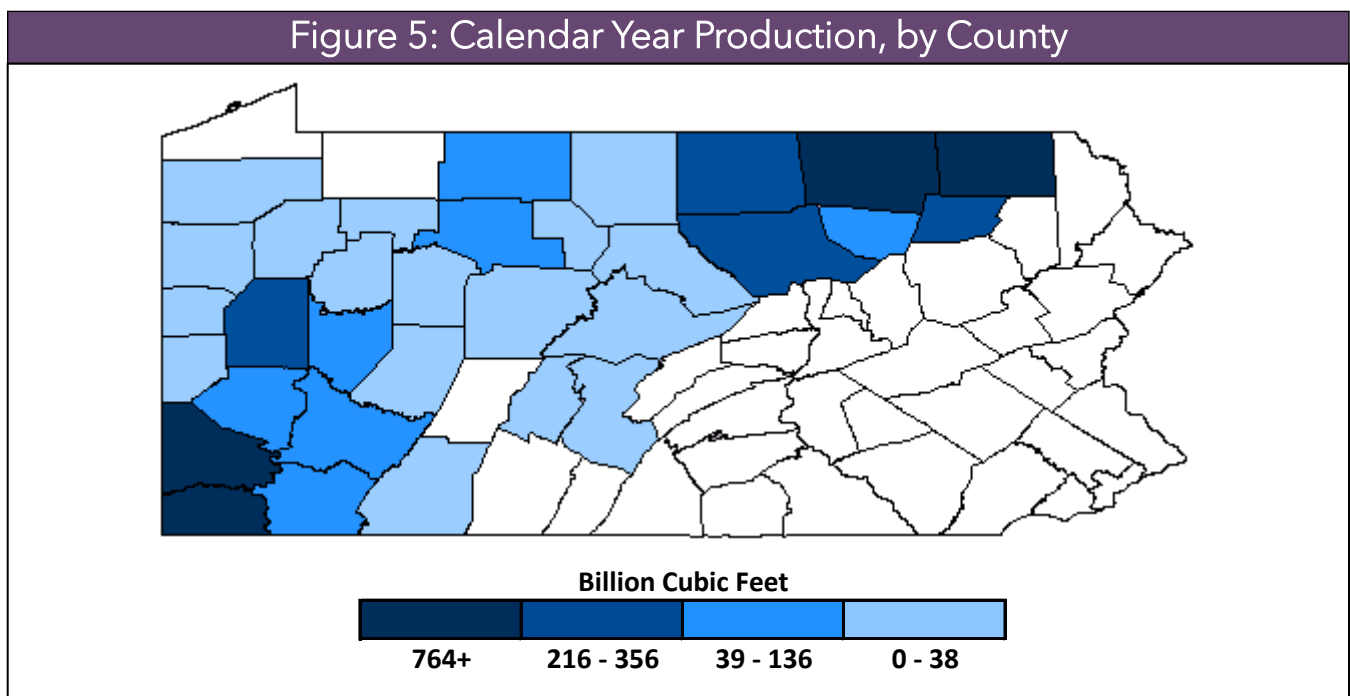 Figure 5: Calendar Year Production, by County
Billion Cubic Feet
764+ 216 - 356 39 - 136 0 - 38